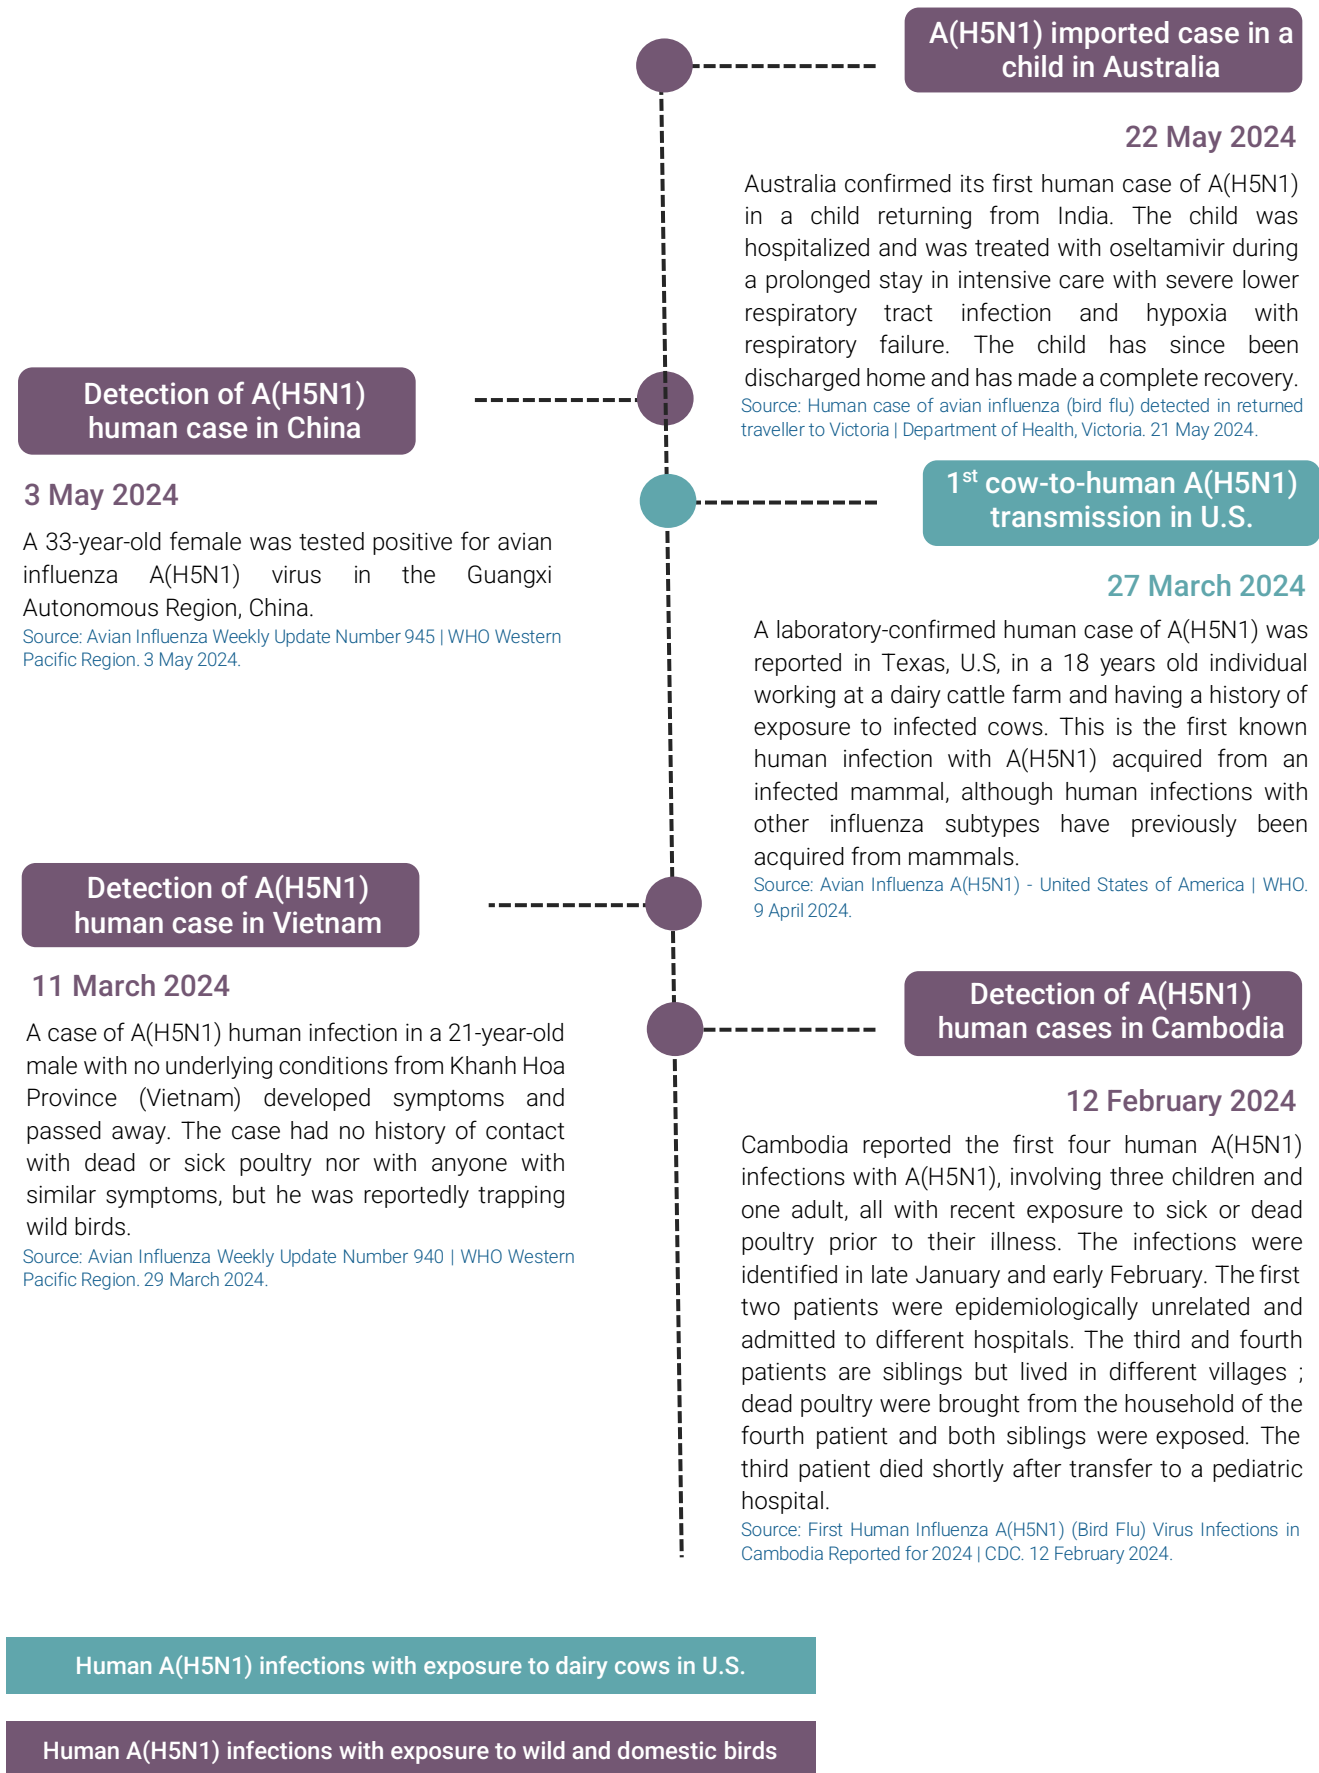 A(H5N1) imported case in a
child in Australia
22 May 2024
Australia confirmed its first human case of A(H5N1)
in a child returning from India. The child was
hospitalized and was treated with oseltamivir during
a prolonged stay in intensive care with severe lower
respiratory tract infection and hypoxia with
respiratory failure. The child has since been
discharged home and has made a complete recovery.
Source: Human case of avian influenza (bird flu) detected in returned
traveller to Victoria | Department of Health, Victoria. 21 May 2024.
Detection of A(H5N1)
human case in China
3 May 2024
A 33-year-old female was tested positive for avian
influenza A(H5N1) virus in the Guangxi
Autonomous Region, China.
Source: Avian Influenza Weekly Update Number 945 | WHO Western
Pacific Region. 3 May 2024.
1st cow-to-human A(H5N1)
transmission in U.S.
27 March 2024
A laboratory-confirmed human case of A(H5N1) was
reported in Texas, U.S, in a 18 years old individual
working at a dairy cattle farm and having a history of
exposure to infected cows. This is the first known
human infection with A(H5N1) acquired from an
infected mammal, although human infections with
other influenza subtypes have previously been
acquired from mammals.
Source: Avian Influenza A(H5N1) - United States of America | WHO.
9 April 2024.
Detection of A(H5N1)
human case in Vietnam
11 March 2024
A case of A(H5N1) human infection in a 21-year-old
male with no underlying conditions from Khanh Hoa
Province (Vietnam) developed symptoms and
passed away. The case had no history of contact
with dead or sick poultry nor with anyone with
similar symptoms, but he was reportedly trapping
wild birds.
Source: Avian Influenza Weekly Update Number 940 | WHO Western
Pacific Region. 29 March 2024.
Detection of A(H5N1)
human cases in Cambodia
12 February 2024
Cambodia reported the first four human A(H5N1)
infections with A(H5N1), involving three children and
one adult, all with recent exposure to sick or dead
poultry prior to their illness. The infections were
identified in late January and early February. The first
two patients were epidemiologically unrelated and
admitted to different hospitals. The third and fourth
patients are siblings but lived in different villages ;
dead poultry were brought from the household of the
fourth patient and both siblings were exposed. The
third patient died shortly after transfer to a pediatric
hospital.
Source: First Human Influenza A(H5N1) (Bird Flu) Virus Infections in
Cambodia Reported for 2024 | CDC. 12 February 2024.
Human A(H5N1) infections with exposure to dairy cows in U.S.
Human A(H5N1) infections with exposure to wild and domestic birds